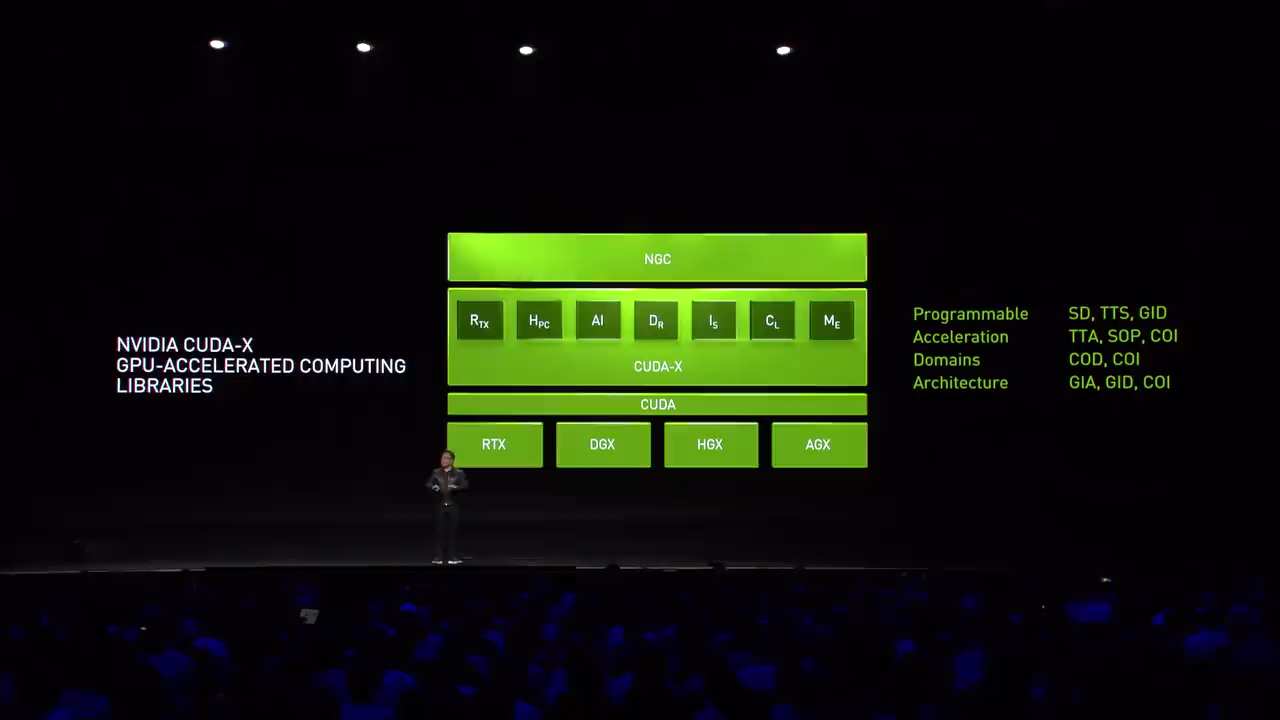 NVIDIA CUDA-X
GPU-ACCELERATED COMPUTING
LIBRARIES
NGC
RTX HPC AI DR IS CL ME
CUDA-X
CUDA
RTX DGX HGX AGX
Programmable SD, TTS, GID
Acceleration TTA, SOP, COI
Domains COD, COI
Architecture GIA, GID, COI